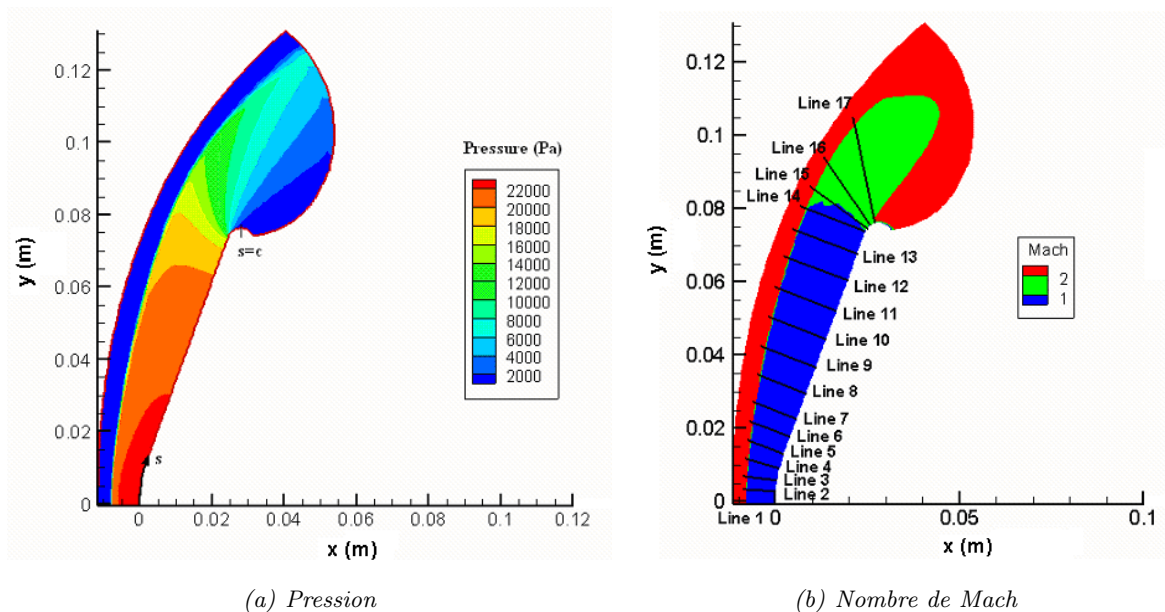 0.12
0.1
0.08
0.06
0.04
0.02
0
y (m)
0
0.02
0.04
0.06
0.08
0.1
0.12
x (m)
s
s=c
Pressure (Pa)
22000
20000
18000
16000
14000
12000
10000
8000
6000
4000
2000
(a) Pression
0.12
0.1
0.08
0.06
0.04
0.02
0
y (m)
0
0.05
0.1
x (m)
Line 17
Line 16
Line 15
Line 14
Line 13
Line 12
Line 11
Line 10
Line 9
Line 8
Line 7
Line 6
Line 5
Line 4
Line 3
Line 2
Line 1
Mach
2
1
(b) Nombre de Mach